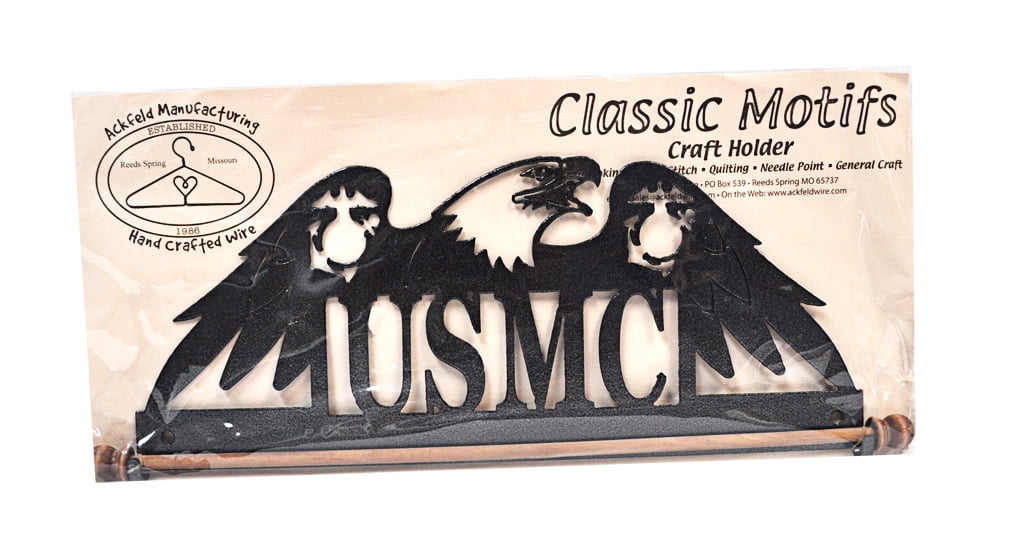 Ackfeld Manufacturing
ESTABLISHED
Reeds Spring Missouri
1986
Hand Crafted Wire
Classic Motifs
Craft Holder
Stitch • Quilting • Needle Point • General Craft
• PO Box 539 • Reeds Spring MO 65737
• On the Web: www.ackfeldwire.com
USMC